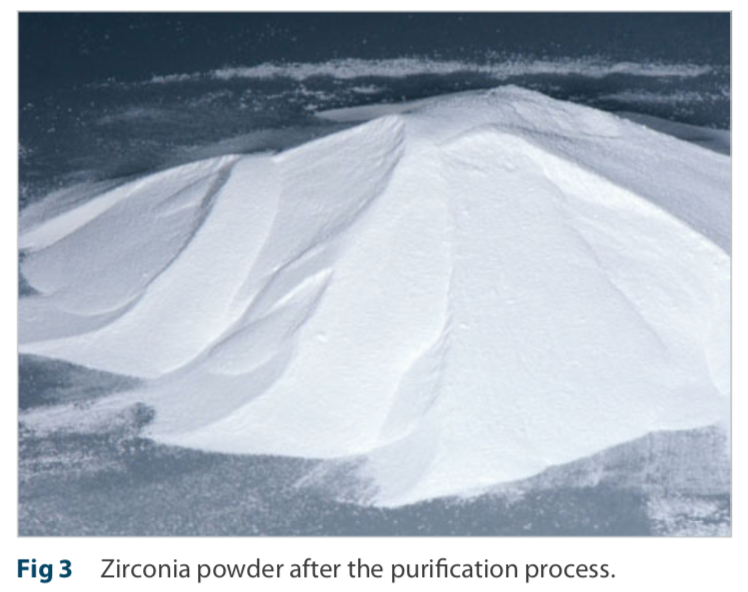 Fig 3 Zirconia powder after the purification process.